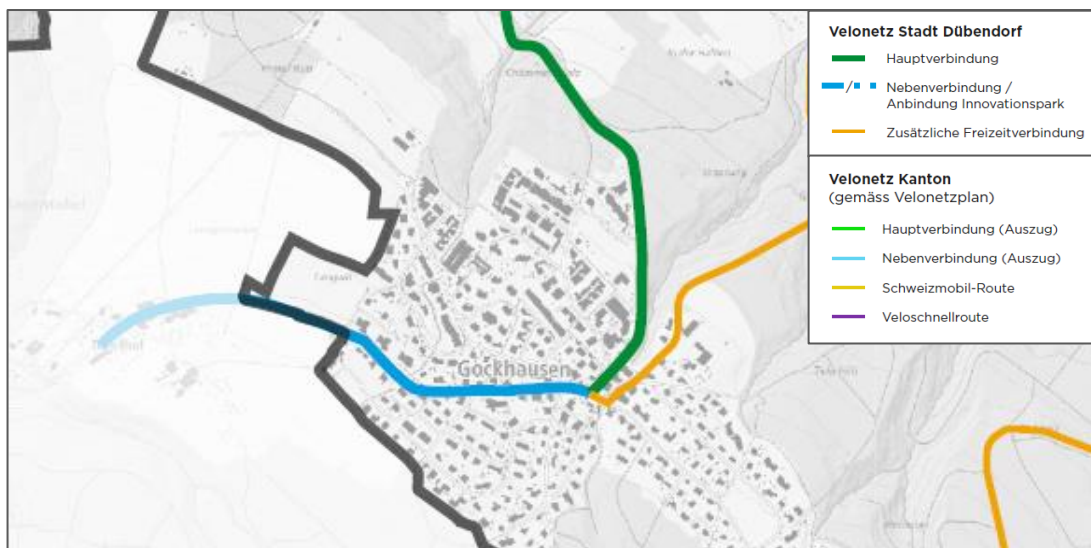 Velonetz Stadt Dübendorf
Hauptverbindung
Nebenverbindung /
Anbindung Innovationspark
Zusätzliche Freizeitverbindung
Velonetz Kanton
(gemäss Velonetzplan)
Hauptverbindung (Auszug)
Nebenverbindung (Auszug)
Schweizmobil-Route
Veloschnellroute
Gockhausen